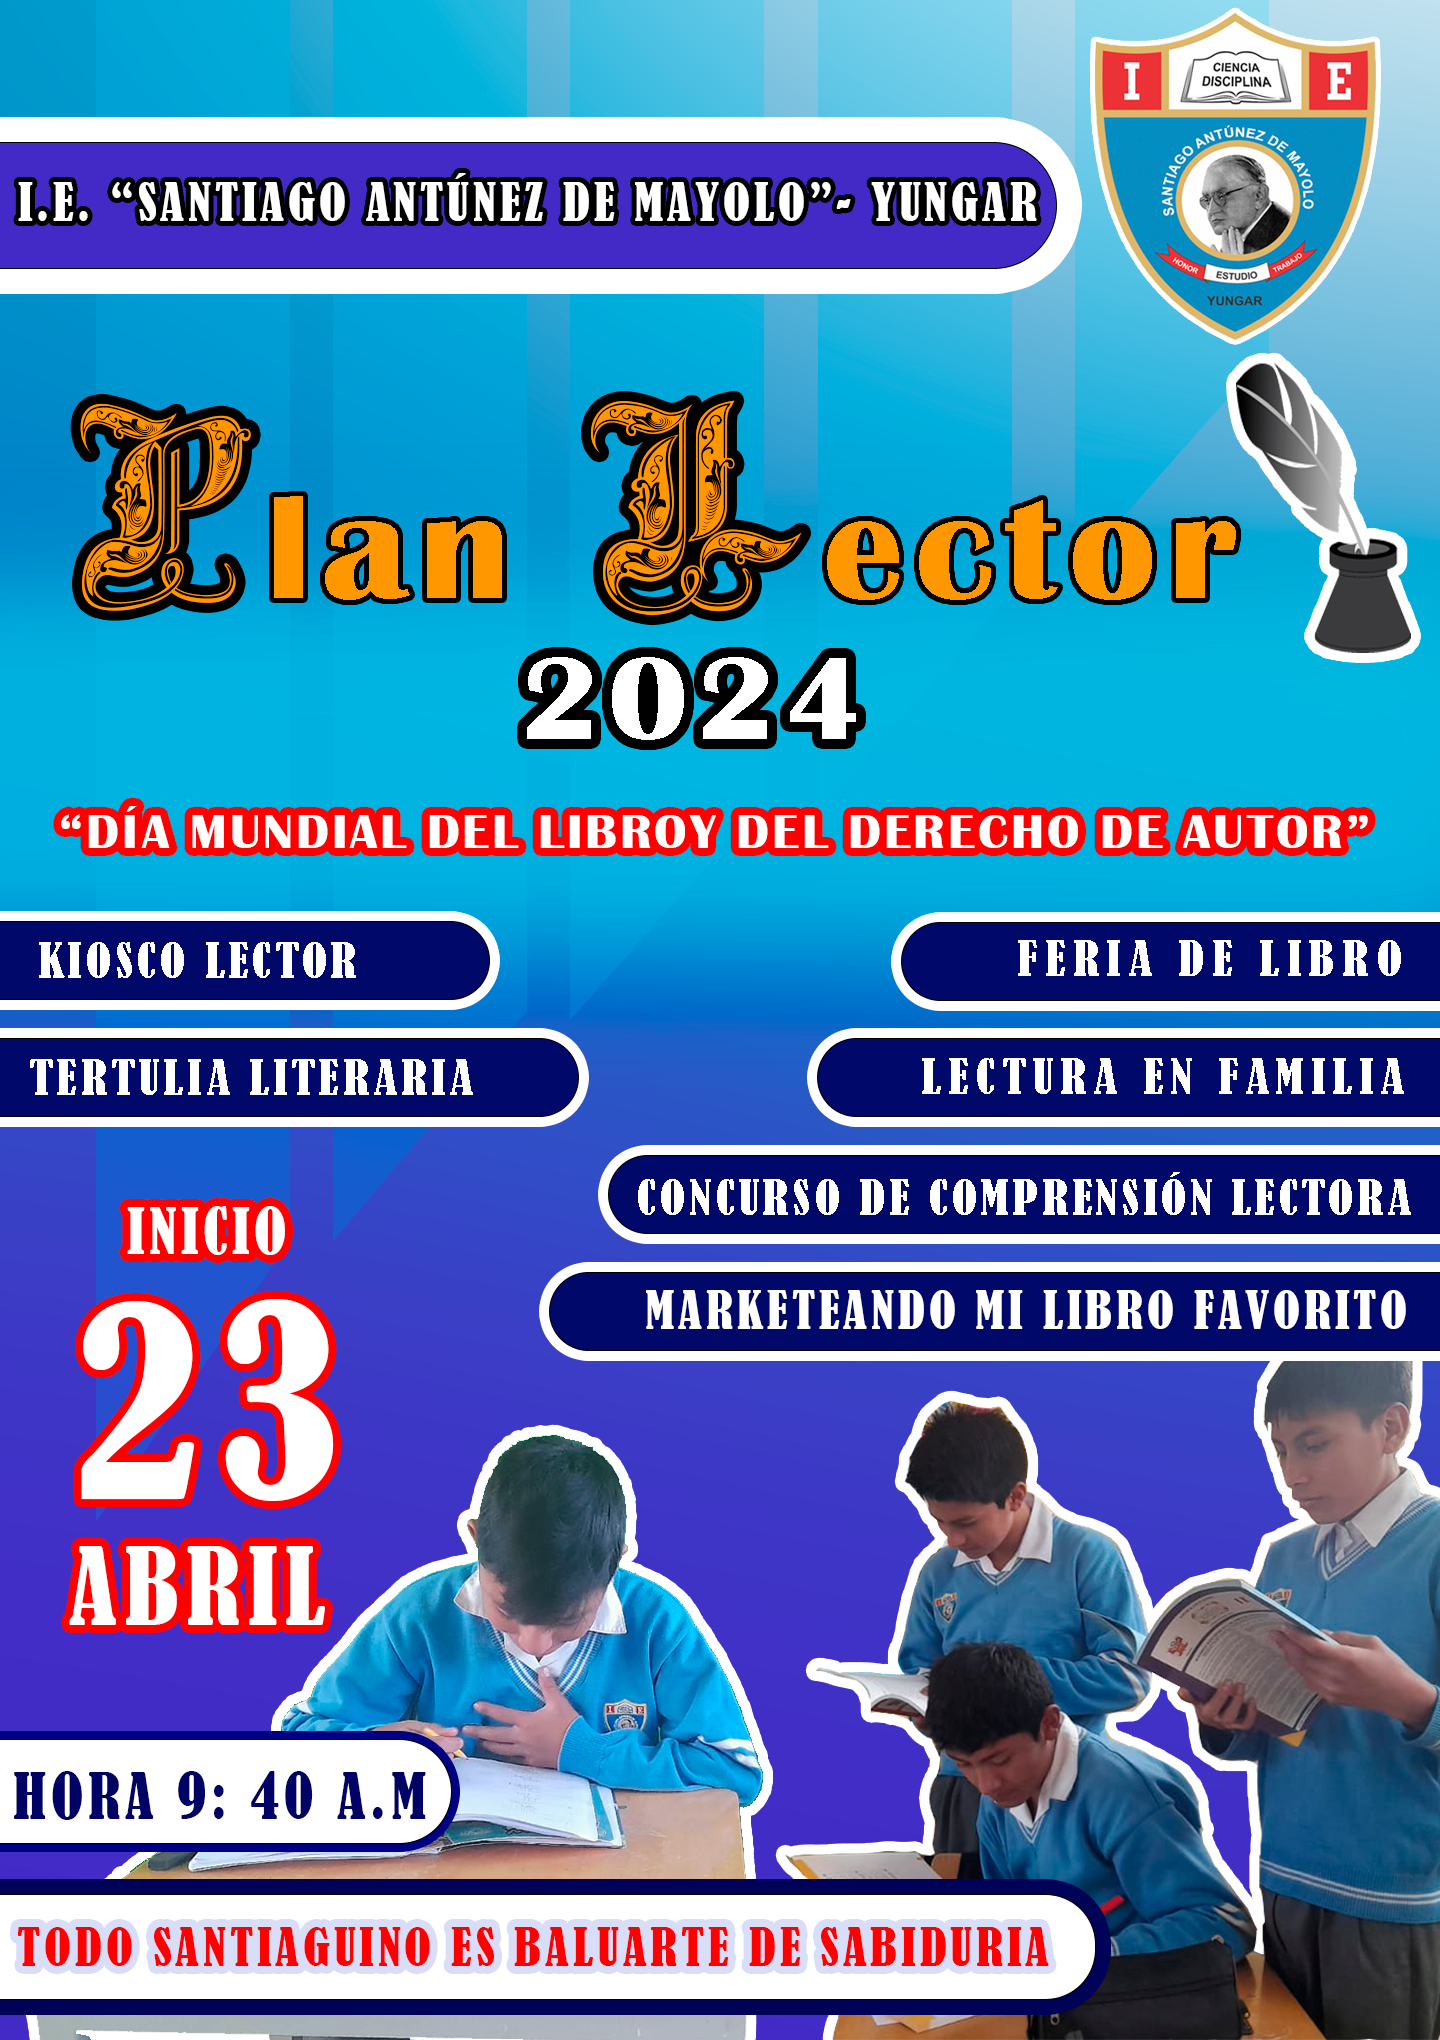 I E
CIENCIA
DISCIPLINA
SANTIAGO ANTÚNEZ DE MAYOLO
HONOR ESTUDIO TRABAJO
YUNGAR
I.E. “SANTIAGO ANTÚNEZ DE MAYOLO”- YUNGAR
Plan Lector
2024
“DÍA MUNDIAL DEL LIBROY DEL DERECHO DE AUTOR”
KIOSCO LECTOR
FERIA DE LIBRO
TERTULIA LITERARIA
LECTURA EN FAMILIA
CONCURSO DE COMPRENSIÓN LECTORA
MARKETEANDO MI LIBRO FAVORITO
INICIO
23
ABRIL
I E
HORA 9: 40 A.M
TODO SANTIAGUINO ES BALUARTE DE SABIDURIA